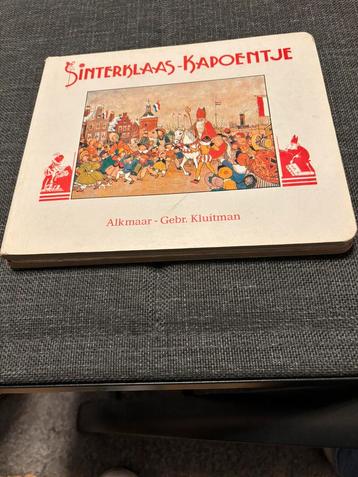 SINTERKLAAS-KAPOENTJE
Alkmaar - Gebr. Kluitman